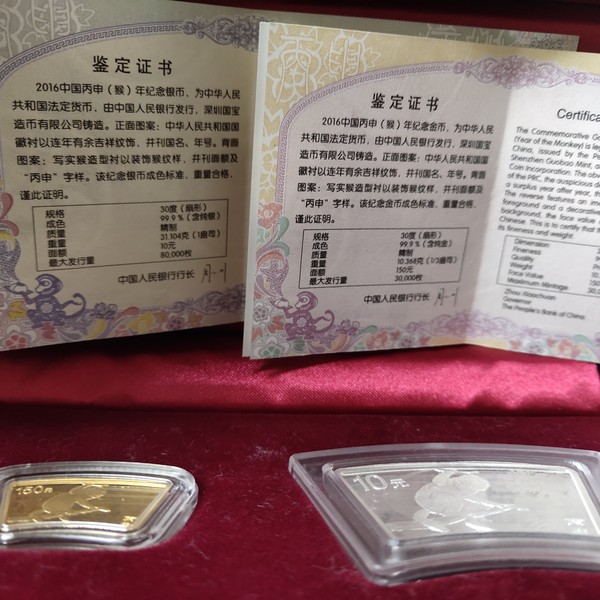 鉴定证书
2016中国丙申（猴）年纪念银币，为中华人民
共和国法定货币，由中国人民银行发行，深圳国宝
造币有限公司铸造。正面图案：中华人民共和国国
徽衬以连年有余吉祥纹饰，并刊国名、年号。背面
图案：写实猴造型衬以装饰猴纹样，并刊面额及
“丙申”字样。该纪念银币成色标准，重量合格，
谨此证明。
规格 30度（扇形）
成色 99.9%（含纯银）
质量 精制
重量 31.104克（1盎司）
面额 10元
最大发行量 80,000枚
中国人民银行行长
鉴定证书
2016中国丙申（猴）年纪念金币，为中华人民
共和国法定货币，由中国人民银行发行，深圳国宝
造币有限公司铸造。正面图案：中华人民共和国国
徽衬以连年有余吉祥纹饰，并刊国名、年号。背面
图案：写实猴造型衬以装饰猴纹样，并刊面额及
“丙申”字样。该纪念金币成色标准，重量合格，
谨此证明。
规格 30度（扇形）
成色 99.9%（含纯金）
质量 精制
重量 10.368克（1/3盎司）
面额 150元
最大发行量 30,000枚
中国人民银行行长
Certifica
The Commemorative Go
(Year of the Monkey) is lega
China, issued by the Peo
Shenzhen Guobao Mint, a
Coin Incorporation. The obve
of the PRC, the auspicious de
a surplus year after year, th
The reverse features an ima
foreground, a decorative
background, the face value
Chinese. This is to certify that
its fineness and weight.
Dimension
Fineness
Quality
Weight
Face Value
Maximum Mintage
Zhou Xiaochuan
Governor
The People's Bank of China
150元
10元